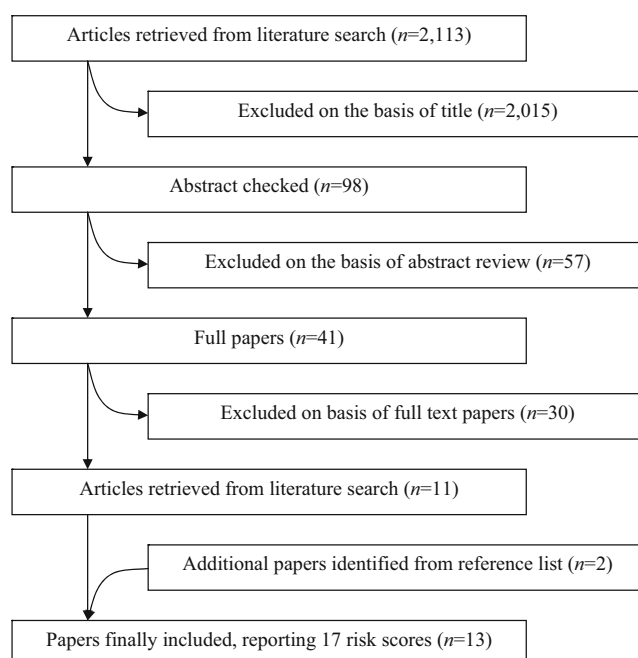 Articles retrieved from literature search (n=2,113)
Excluded on the basis of title (n=2,015)
Abstract checked (n=98)
Excluded on the basis of abstract review (n=57)
Full papers (n=41)
Excluded on basis of full text papers (n=30)
Articles retrieved from literature search (n=11)
Additional papers identified from reference list (n=2)
Papers finally included, reporting 17 risk scores (n=13)